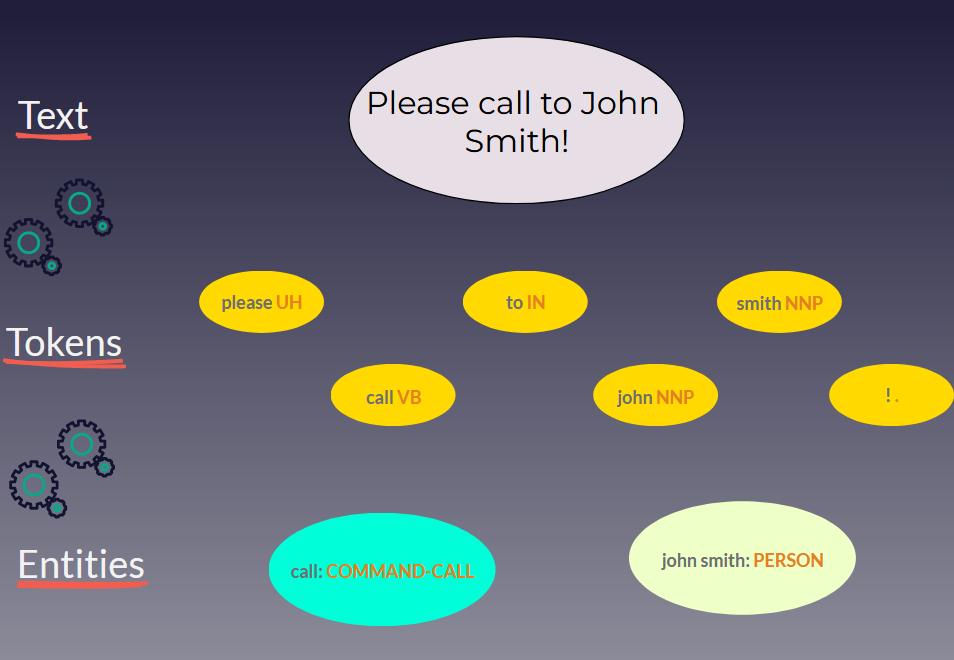 Text
Please call to John
Smith!
Tokens
please UH
to IN
smith NNP
call VB
john NNP
! .
Entities
call: COMMAND-CALL
john smith: PERSON